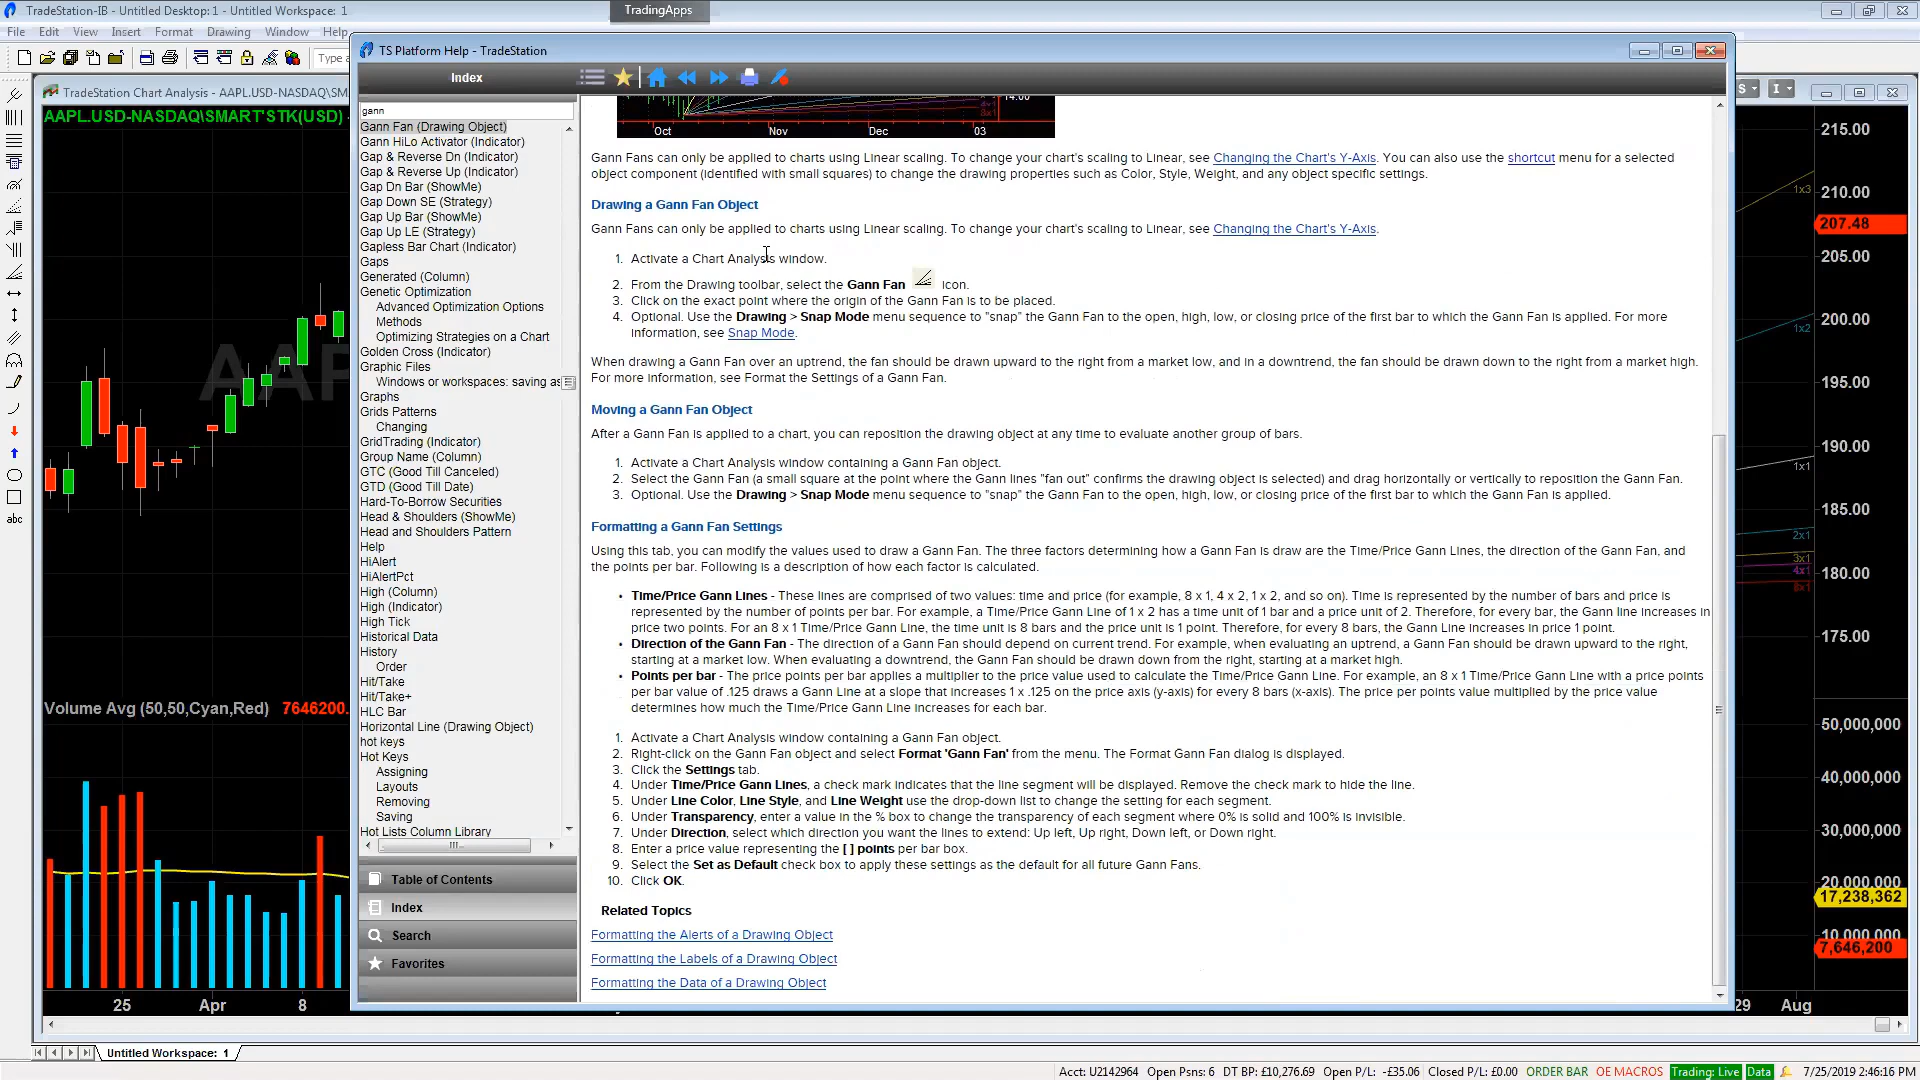 TradeStation-IB - Untitled Desktop: 1 - Untitled Workspace: 1
TradingApps
File Edit View Insert Format Drawing Window Help
Type a
TradeStation Chart Analysis - AAPL.USD-NASDAQ\SM
AAPL.USD-NASDAQ\SMART'STK(USD) -
TS Platform Help - TradeStation
Index
gann
Gann Fan (Drawing Object)
Gann HiLo Activator (Indicator)
Gap & Reverse Dn (Indicator)
Gap & Reverse Up (Indicator)
Gap Dn Bar (ShowMe)
Gap Down SE (Strategy)
Gap Up Bar (ShowMe)
Gap Up LE (Strategy)
Gapless Bar Chart (Indicator)
Gaps
Generated (Column)
Genetic Optimization
Advanced Optimization Options
Methods
Optimizing Strategies on a Chart
Golden Cross (Indicator)
Graphic Files
Windows or workspaces: saving as
Graphs
Grids Patterns
Changing
GridTrading (Indicator)
Group Name (Column)
GTC (Good Till Canceled)
GTD (Good Till Date)
Hard-To-Borrow Securities
Head & Shoulders (ShowMe)
Head and Shoulders Pattern
Help
HiAlert
HiAlertPct
High (Column)
High (Indicator)
High Tick
Historical Data
History
Order
Hit/Take
Hit/Take+
HLC Bar
Horizontal Line (Drawing Object)
hot keys
Hot Keys
Assigning
Layouts
Removing
Saving
Hot Lists Column Library
Table of Contents
Index
Search
Favorites
14.00
Oct Nov Dec 03
Gann Fans can only be applied to charts using Linear scaling. To change your chart's scaling to Linear, see Changing the Chart's Y-Axis. You can also use the shortcut menu for a selected
object component (identified with small squares) to change the drawing properties such as Color, Style, Weight, and any object specific settings.
Drawing a Gann Fan Object
Gann Fans can only be applied to charts using Linear scaling. To change your chart's scaling to Linear, see Changing the Chart's Y-Axis.
1. Activate a Chart Analysis window.
2. From the Drawing toolbar, select the Gann Fan icon.
3. Click on the exact point where the origin of the Gann Fan is to be placed.
4. Optional. Use the Drawing > Snap Mode menu sequence to "snap" the Gann Fan to the open, high, low, or closing price of the first bar to which the Gann Fan is applied. For more
information, see Snap Mode.
When drawing a Gann Fan over an uptrend, the fan should be drawn upward to the right from a market low, and in a downtrend, the fan should be drawn down to the right from a market high.
For more information, see Format the Settings of a Gann Fan.
Moving a Gann Fan Object
After a Gann Fan is applied to a chart, you can reposition the drawing object at any time to evaluate another group of bars.
1. Activate a Chart Analysis window containing a Gann Fan object.
2. Select the Gann Fan (a small square at the point where the Gann lines "fan out" confirms the drawing object is selected) and drag horizontally or vertically to reposition the Gann Fan.
3. Optional. Use the Drawing > Snap Mode menu sequence to "snap" the Gann Fan to the open, high, low, or closing price of the first bar to which the Gann Fan is applied.
Formatting a Gann Fan Settings
Using this tab, you can modify the values used to draw a Gann Fan. The three factors determining how a Gann Fan is draw are the Time/Price Gann Lines, the direction of the Gann Fan, and
the points per bar. Following is a description of how each factor is calculated.
• Time/Price Gann Lines - These lines are comprised of two values: time and price (for example, 8 x 1, 4 x 2, 1 x 2, and so on). Time is represented by the number of bars and price is
represented by the number of points per bar. For example, a Time/Price Gann Line of 1 x 2 has a time unit of 1 bar and a price unit of 2. Therefore, for every bar, the Gann line increases in
price two points. For an 8 x 1 Time/Price Gann Line, the time unit is 8 bars and the price unit is 1 point. Therefore, for every 8 bars, the Gann Line increases in price 1 point.
• Direction of the Gann Fan - The direction of a Gann Fan should depend on current trend. For example, when evaluating an uptrend, a Gann Fan should be drawn upward to the right,
starting at a market low. When evaluating a downtrend, the Gann Fan should be drawn down from the right, starting at a market high.
• Points per bar - The price points per bar applies a multiplier to the price value used to calculate the Time/Price Gann Line. For example, an 8 x 1 Time/Price Gann Line with a price points
per bar value of .125 draws a Gann Line at a slope that increases 1 x .125 on the price axis (y-axis) for every 8 bars (x-axis). The price per points value multiplied by the price value
determines how much the Time/Price Gann Line increases for each bar.
1. Activate a Chart Analysis window containing a Gann Fan object.
2. Right-click on the Gann Fan object and select Format 'Gann Fan' from the menu. The Format Gann Fan dialog is displayed.
3. Click the Settings tab.
4. Under Time/Price Gann Lines, a check mark indicates that the line segment will be displayed. Remove the check mark to hide the line.
5. Under Line Color, Line Style, and Line Weight use the drop-down list to change the setting for each segment.
6. Under Transparency, enter a value in the % box to change the transparency of each segment where 0% is solid and 100% is invisible.
7. Under Direction, select which direction you want the lines to extend: Up left, Up right, Down left, or Down right.
8. Enter a price value representing the [ ] points per bar box.
9. Select the Set as Default check box to apply these settings as the default for all future Gann Fans.
10. Click OK.
Related Topics
Formatting the Alerts of a Drawing Object
Formatting the Labels of a Drawing Object
Formatting the Data of a Drawing Object
S I
215.00
1x3
210.00
207.48
205.00
200.00
1x2
195.00
190.00
1x1
185.00
2x1
3x1
4x1
180.00
8x1
175.00
AAP
Volume Avg (50,50,Cyan,Red) 7646200.
50,000,000
40,000,000
30,000,000
20,000,000
17,238,362
10,000,000
7,646,200
25 Apr 8 29 Aug
abc
Untitled Workspace: 1
Acct: U2142964 Open Psns: 6 DT BP: £10,276.69 Open P/L: -£35.06 Closed P/L: £0.00 ORDER BAR OE MACROS Trading: Live Data 7/25/2019 2:46:16 PM